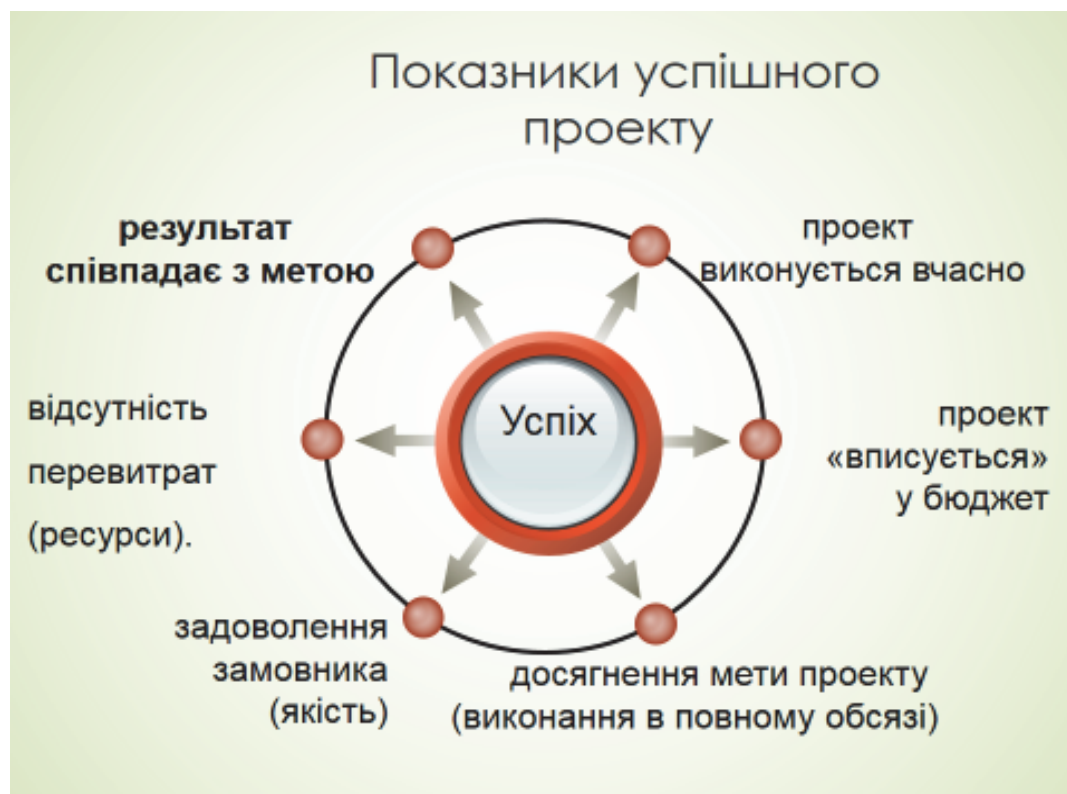 Показники успішного
проекту
результат
співпадає з метою
проект
виконується вчасно
відсутність
перевитрат
(ресурси).
Успіх
проект
«вписується»
у бюджет
задоволення
замовника
(якість)
досягнення мети проекту
(виконання в повному обсязі)